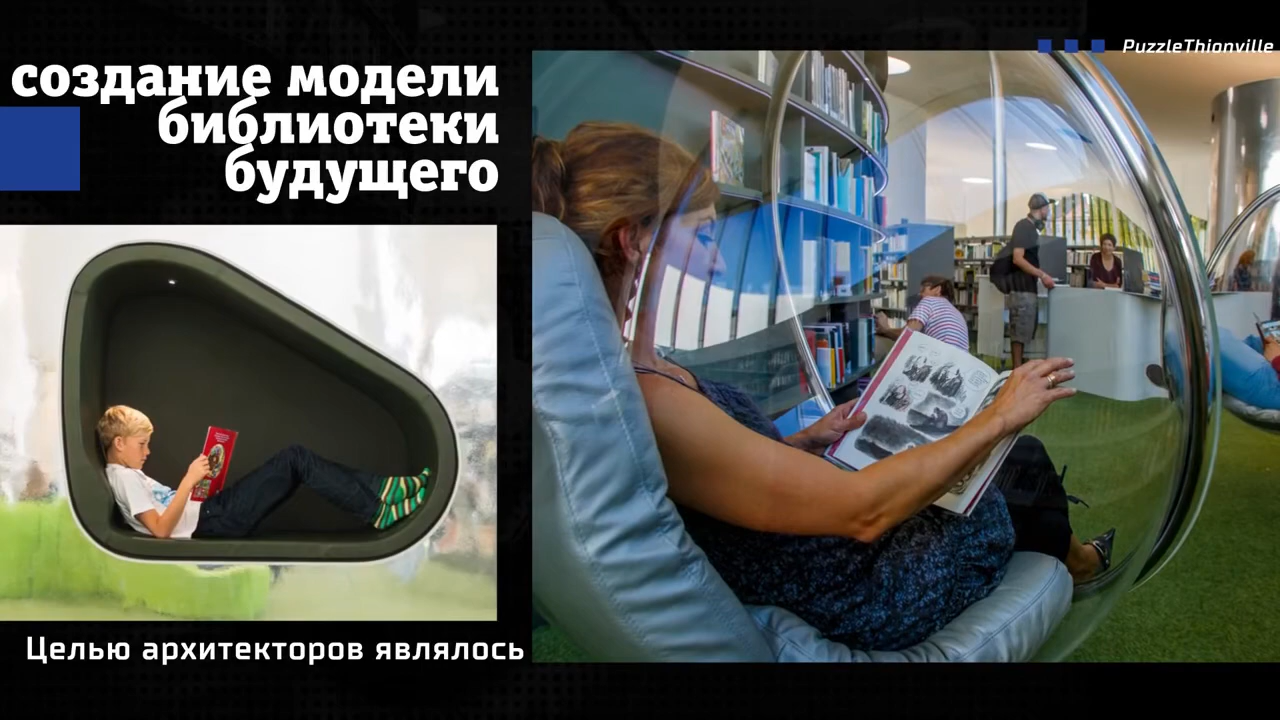 PuzzleThionville
создание модели
библиотеки
будущего
Целью архитекторов являлось